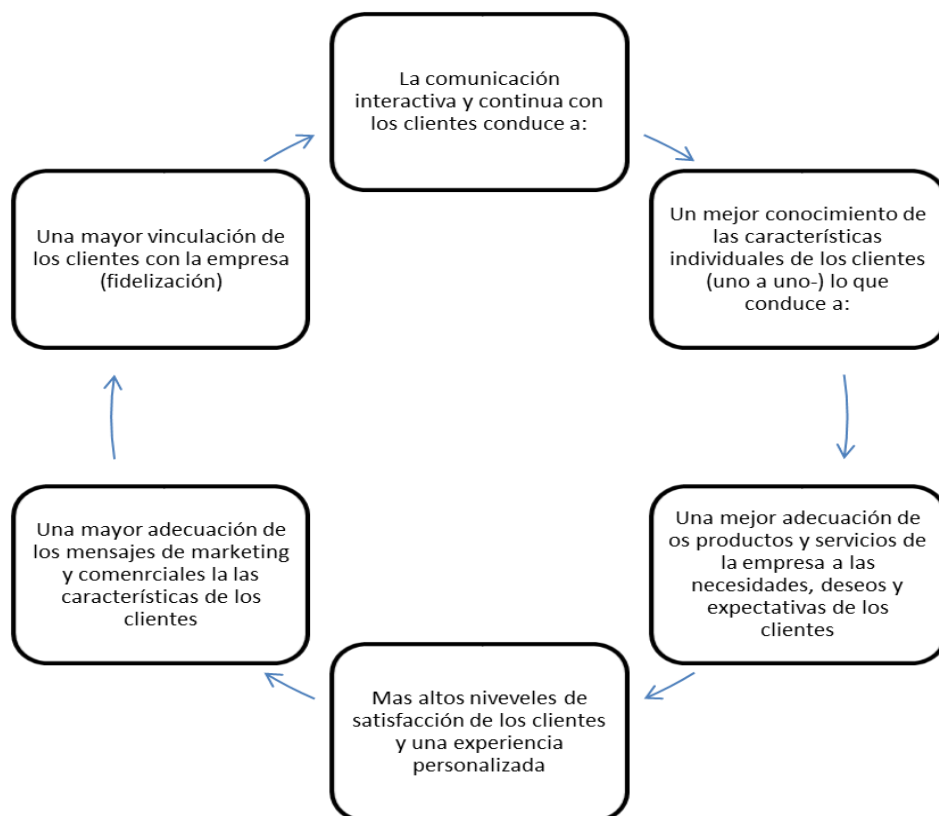 La comunicación
interactiva y continua con
los clientes conduce a:
Un mejor conocimiento de
las características
individuales de los clientes
(uno a uno-) lo que
conduce a:
Una mejor adecuación de
os productos y servicios de
la empresa a las
necesidades, deseos y
expectativas de los
clientes
Mas altos niveveles de
satisfacción de los clientes
y una experiencia
personalizada
Una mayor adecuación de
los mensajes de marketing
y comenrciales la las
características de los
clientes
Una mayor vinculación de
los clientes con la empresa
(fidelización)